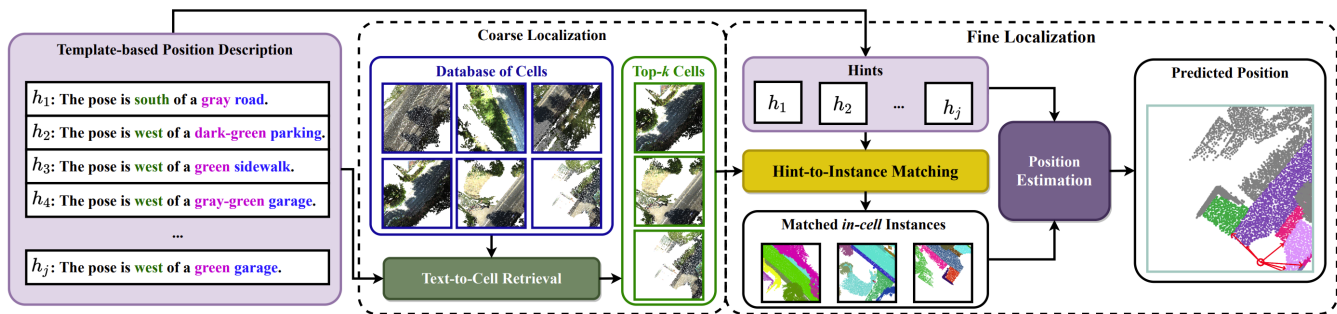 Template-based Position Description
h1: The pose is south of a gray road.
h2: The pose is west of a dark-green parking.
h3: The pose is west of a green sidewalk.
h4: The pose is west of a gray-green garage.
...
hj: The pose is west of a green garage.
Coarse Localization
Database of Cells
Top-k Cells
Text-to-Cell Retrieval
Fine Localization
Hints
h1 h2 ... hj
Hint-to-Instance Matching
Matched in-cell Instances
Position
Estimation
Predicted Position